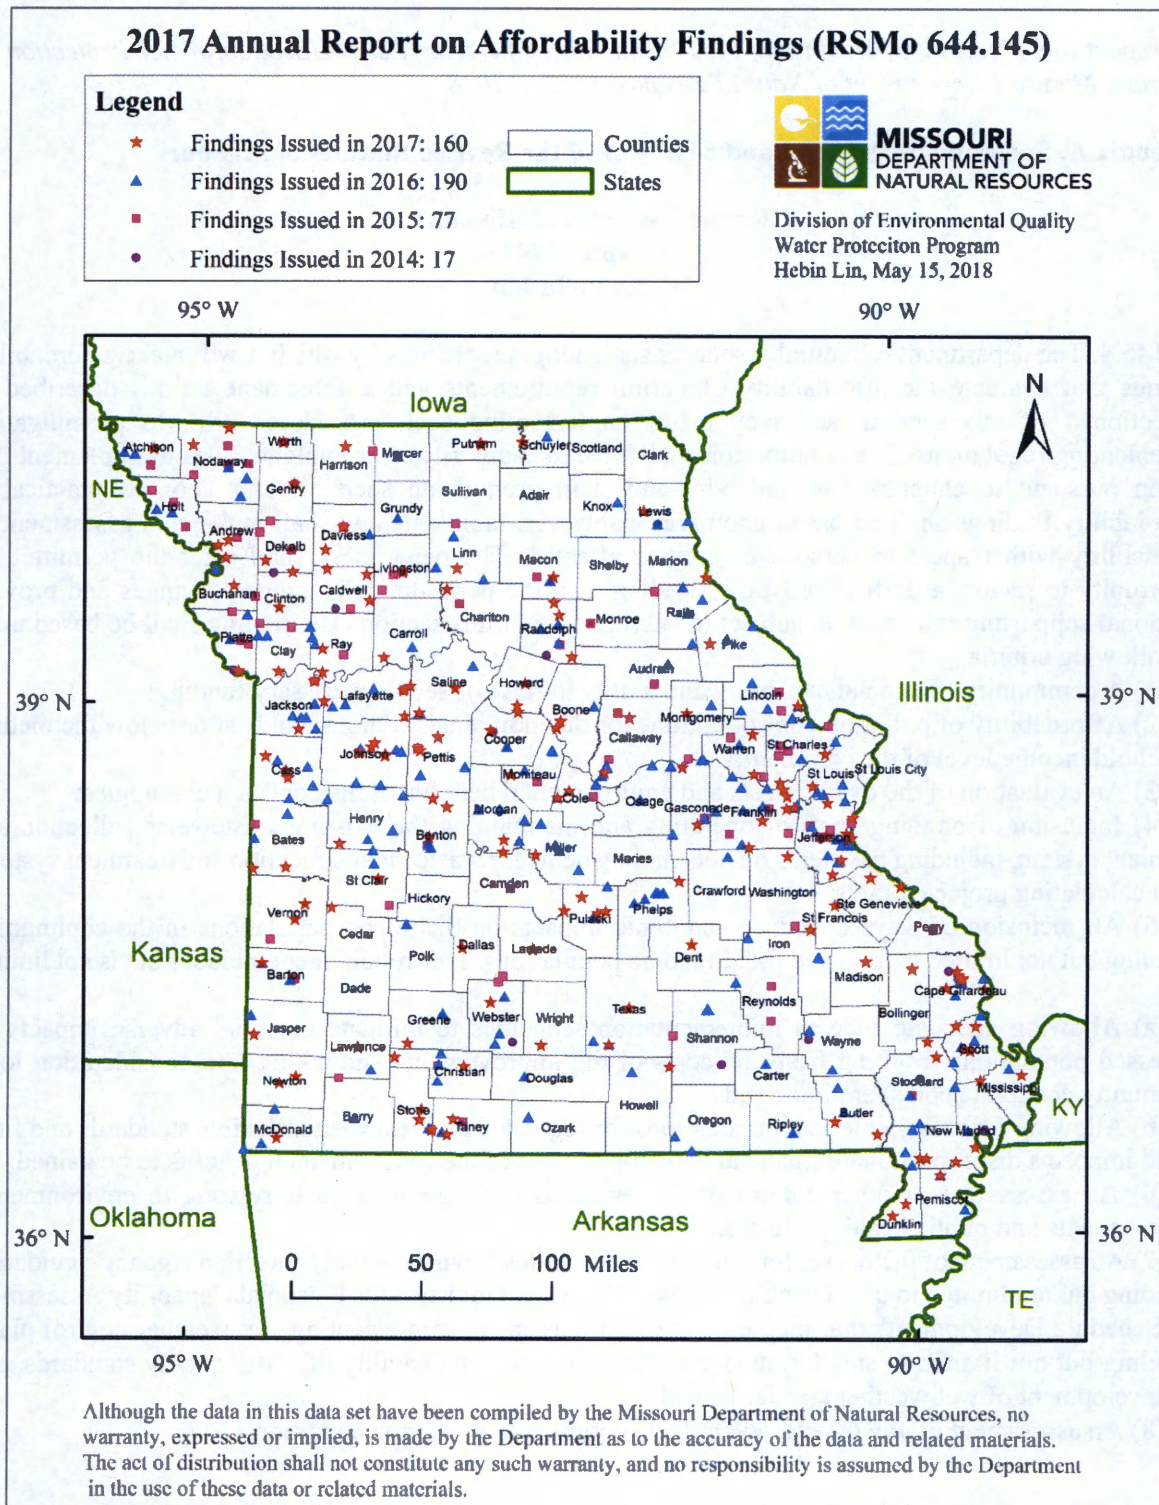 2017 Annual Report on Affordability Findings (RSMo 644.145)
Legend
Findings Issued in 2017: 160
Findings Issued in 2016: 190
Findings Issued in 2015: 77
Findings Issued in 2014: 17
Counties
States
MISSOURI
DEPARTMENT OF
NATURAL RESOURCES
Division of Environmental Quality
Water Protcciton Program
Hebin Lin, May 15, 2018
95° W
90° W
N
Iowa
NE
Atchison
Nodaway
Worth
Harrison
Mercer
Putnam
Schuyler
Scotland
Clark
Holt
Gentry
Grundy
Sullivan
Adair
Knox
Lewis
Andrew
Dekalb
Daviess
Livingston
Linn
Macon
Shelby
Marion
Buchanan
Clinton
Caldwell
Chariton
Randolph
Monroe
Ralls
Pike
Platte
Clay
Ray
Carroll
Saline
Howard
Audrain
Lincoln
Illinois
39° N
39° N
Jackson
Lafayette
Boone
Callaway
Montgomery
Warren
St Charles
St Louis
St Louis City
Cass
Johnson
Pettis
Cooper
Moniteau
Cole
Osage
Gasconade
Franklin
Jefferson
Bates
Henry
Benton
Morgan
Miller
Maries
St Clair
Hickory
Camden
Pulaski
Phelps
Crawford
Washington
Ste Genevieve
St Francois
Perry
Kansas
Vernon
Cedar
Polk
Dallas
Laclede
Dent
Iron
Madison
Cape Girardeau
Barton
Dade
Greene
Webster
Wright
Texas
Reynolds
Bollinger
Jasper
Lawrence
Christian
Douglas
Shannon
Wayne
Scott
Newton
Carter
Stoddard
Mississippi
McDonald
Barry
Stone
Taney
Ozark
Howell
Oregon
Ripley
Butler
New Madrid
KY
Oklahoma
Arkansas
Dunklin
Pemiscot
36° N
36° N
0 50 100 Miles
TE
95° W
90° W
Although the data in this data set have been compiled by the Missouri Department of Natural Resources, no
warranty, expressed or implied, is made by the Department as to the accuracy of the data and related materials.
The act of distribution shall not constitute any such warranty, and no responsibility is assumed by the Department
in the use of these data or related materials.